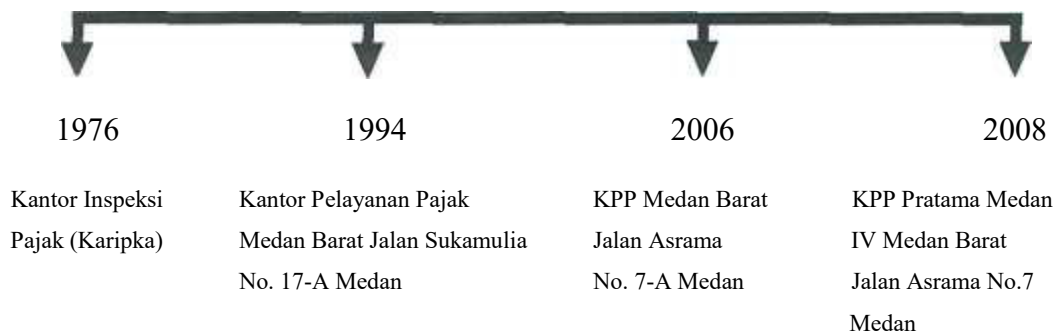 1976
1994
2006
2008
Kantor Inspeksi
Pajak (Karipka)
Kantor Pelayanan Pajak
Medan Barat Jalan Sukamulia
No. 17-A Medan
KPP Medan Barat
Jalan Asrama
No. 7-A Medan
KPP Pratama Medan
IV Medan Barat
Jalan Asrama No.7
Medan